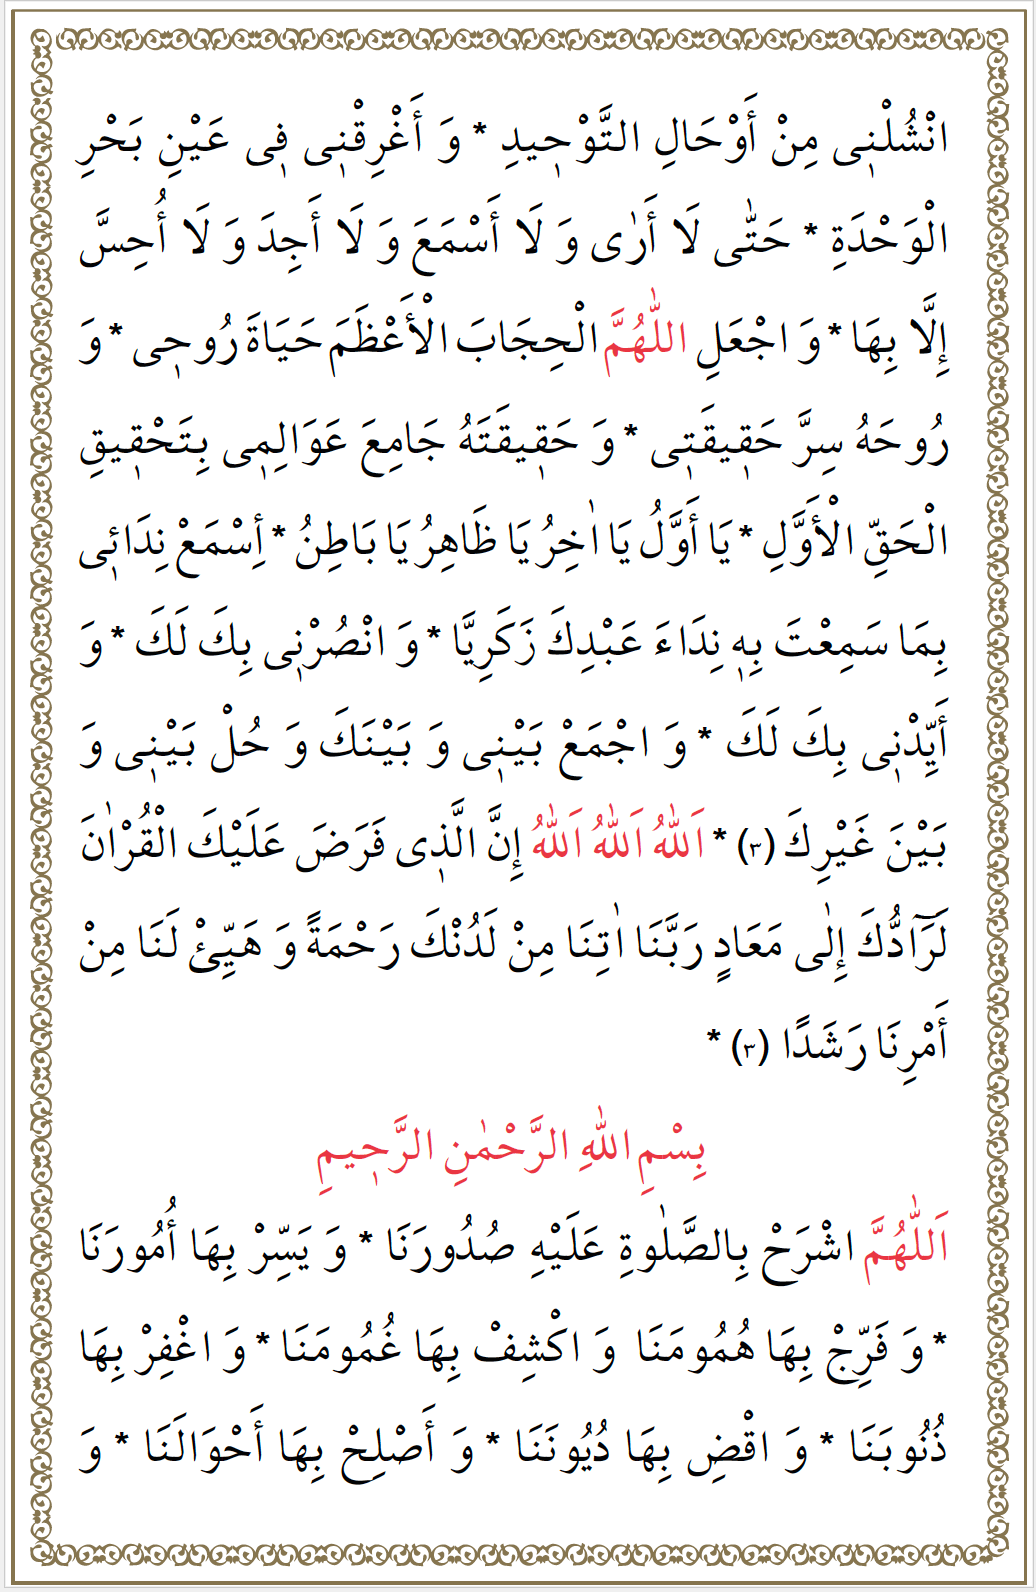 انْشُلْنٖى مِنْ أَوْحَالِ التَّوْحٖيدِ * وَ أَغْرِقْنٖى فٖى عَيْنِ بَحْرِ
الْوَحْدَةِ * حَتّٰى لَا أَرٰى وَ لَا أَسْمَعَ وَ لَا أَجِدَ وَ لَا أُحِسَّ
إِلَّا بِهَا * وَ اجْعَلِ اللّٰهُمَّ الْحِجَابَ الْأَعْظَمَ حَيَاةَ رُوحٖى * وَ
رُوحَهُ سِرَّ حَقٖيقَتٖى * وَ حَقٖيقَتَهُ جَامِعَ عَوَالِمٖى بِتَحْقٖيقِ
الْحَقِّ الْأَوَّلِ * يَا أَوَّلُ يَا اٰخِرُ يَا ظَاهِرُ يَا بَاطِنُ * أَِسْمَعْ نِدَائٖى
بِمَا سَمِعْتَ بِهٖ نِدَاءَ عَبْدِكَ زَكَرِيَّا * وَ انْصُرْنٖى بِكَ لَكَ * وَ
أَيِّدْنٖى بِكَ لَكَ * وَ اجْمَعْ بَيْنٖى وَ بَيْنَكَ وَ حُلْ بَيْنٖى وَ
بَيْنَ غَيْرِكَ (٣) * اَللّٰهُ اَللّٰهُ اَللّٰهُ إِنَّ الَّذٖى فَرَضَ عَلَيْكَ الْقُرْاٰنَ
لَرَآدُّكَ إِلٰى مَعَادٍ رَبَّنَا اٰتِنَا مِنْ لَدُنْكَ رَحْمَةً وَ هَيِّئْ لَنَا مِنْ
أَمْرِنَا رَشَدًا (٣) *
بِسْمِ اللّٰهِ الرَّحْمٰنِ الرَّحٖيمِ
اَللّٰهُمَّ اشْرَحْ بِالصَّلٰوةِ عَلَيْهِ صُدُورَنَا * وَ يَسِّرْ بِهَا أُمُورَنَا
* وَ فَرِّجْ بِهَا هُمُومَنَا وَ اكْشِفْ بِهَا غُمُومَنَا * وَ اغْفِرْ بِهَا
ذُنُوبَنَا * وَ اقْضِ بِهَا دُيُونَنَا * وَ أَصْلِحْ بِهَا أَحْوَالَنَا * وَ